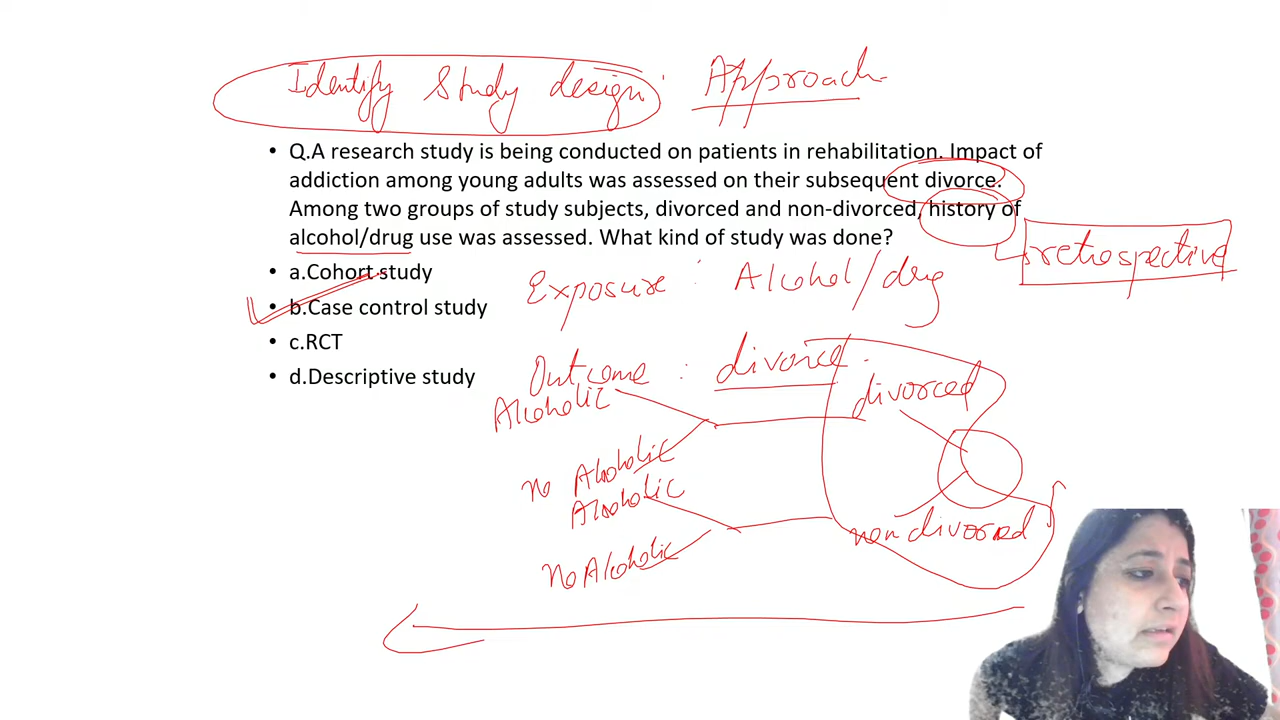 Identify Study design : Approach
• Q.A research study is being conducted on patients in rehabilitation. Impact of
addiction among young adults was assessed on their subsequent divorce.
Among two groups of study subjects, divorced and non-divorced, history of
alcohol/drug use was assessed. What kind of study was done?
retrospective
• a.Cohort study
• b.Case control study
• c.RCT
• d.Descriptive study
Exposure : Alcohol/drug
Outcome : divorce.
divorced
Alcoholic
no Alcoholic
Alcoholic
non divorced
no Alcoholic